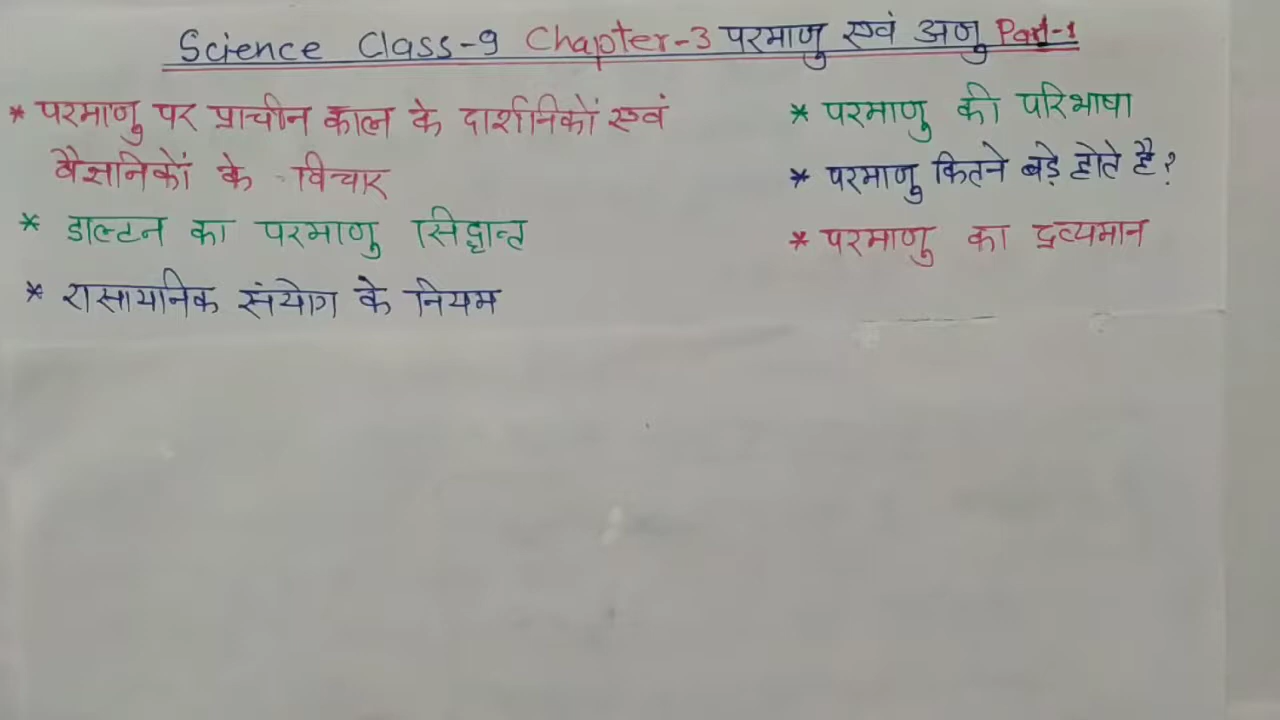 Science Class-9 Chapter-3 परमाणु एवं अणु Part-1
* परमाणु पर प्राचीन काल के दार्शनिकों एवं
वैज्ञानिकों के विचार
* डाल्टन का परमाणु सिद्धान्त
* रासायनिक संयोग के नियम
* परमाणु की परिभाषा
* परमाणु कितने बड़े होते है?
* परमाणु का द्रव्यमान